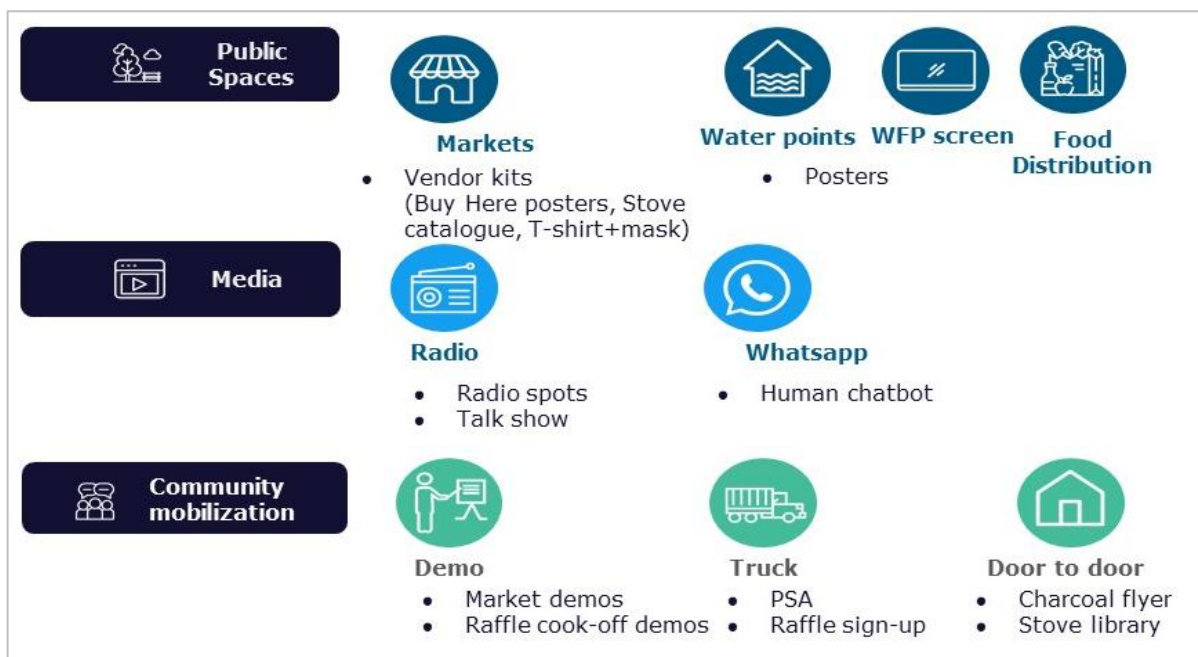 Public
Spaces
Markets
Water points
WFP screen
Food
Distribution
• Vendor kits
(Buy Here posters, Stove
catalogue, T-shirt+mask)
• Posters
Media
Radio
Whatsapp
• Radio spots
• Talk show
• Human chatbot
Community
mobilization
Demo
Truck
Door to door
• Market demos
• Raffle cook-off demos
• PSA
• Raffle sign-up
• Charcoal flyer
• Stove library